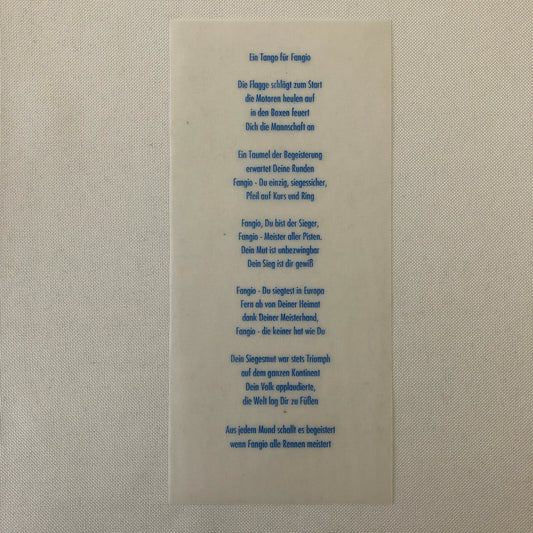 Ein Tango für Fangio
Die Flagge schlägt zum Start
die Motoren heulen auf
in den Boxen feuert
Dich die Mannschaft an
Ein Taumel der Begeisterung
erwartet Deine Runden
Fangio - Du einzig, siegessicher,
Pfeil auf Kurs und Ring
Fangio, Du bist der Sieger,
Fangio - Meister aller Pisten.
Dein Mut ist unbezwingbar
Dein Sieg ist dir gewiß
Fangio - Du siegtest in Europa
Fern ab von Deiner Heimat
dank Deiner Meisterhand,
Fangio - die keiner hat wie Du
Dein Siegesmut war stets Triumph
auf dem ganzen Kontinent
Dein Volk applaudierte,
die Welt lag Dir zu Füßen
Aus jedem Mund schallt es begeistert
wenn Fangio alle Rennen meistert